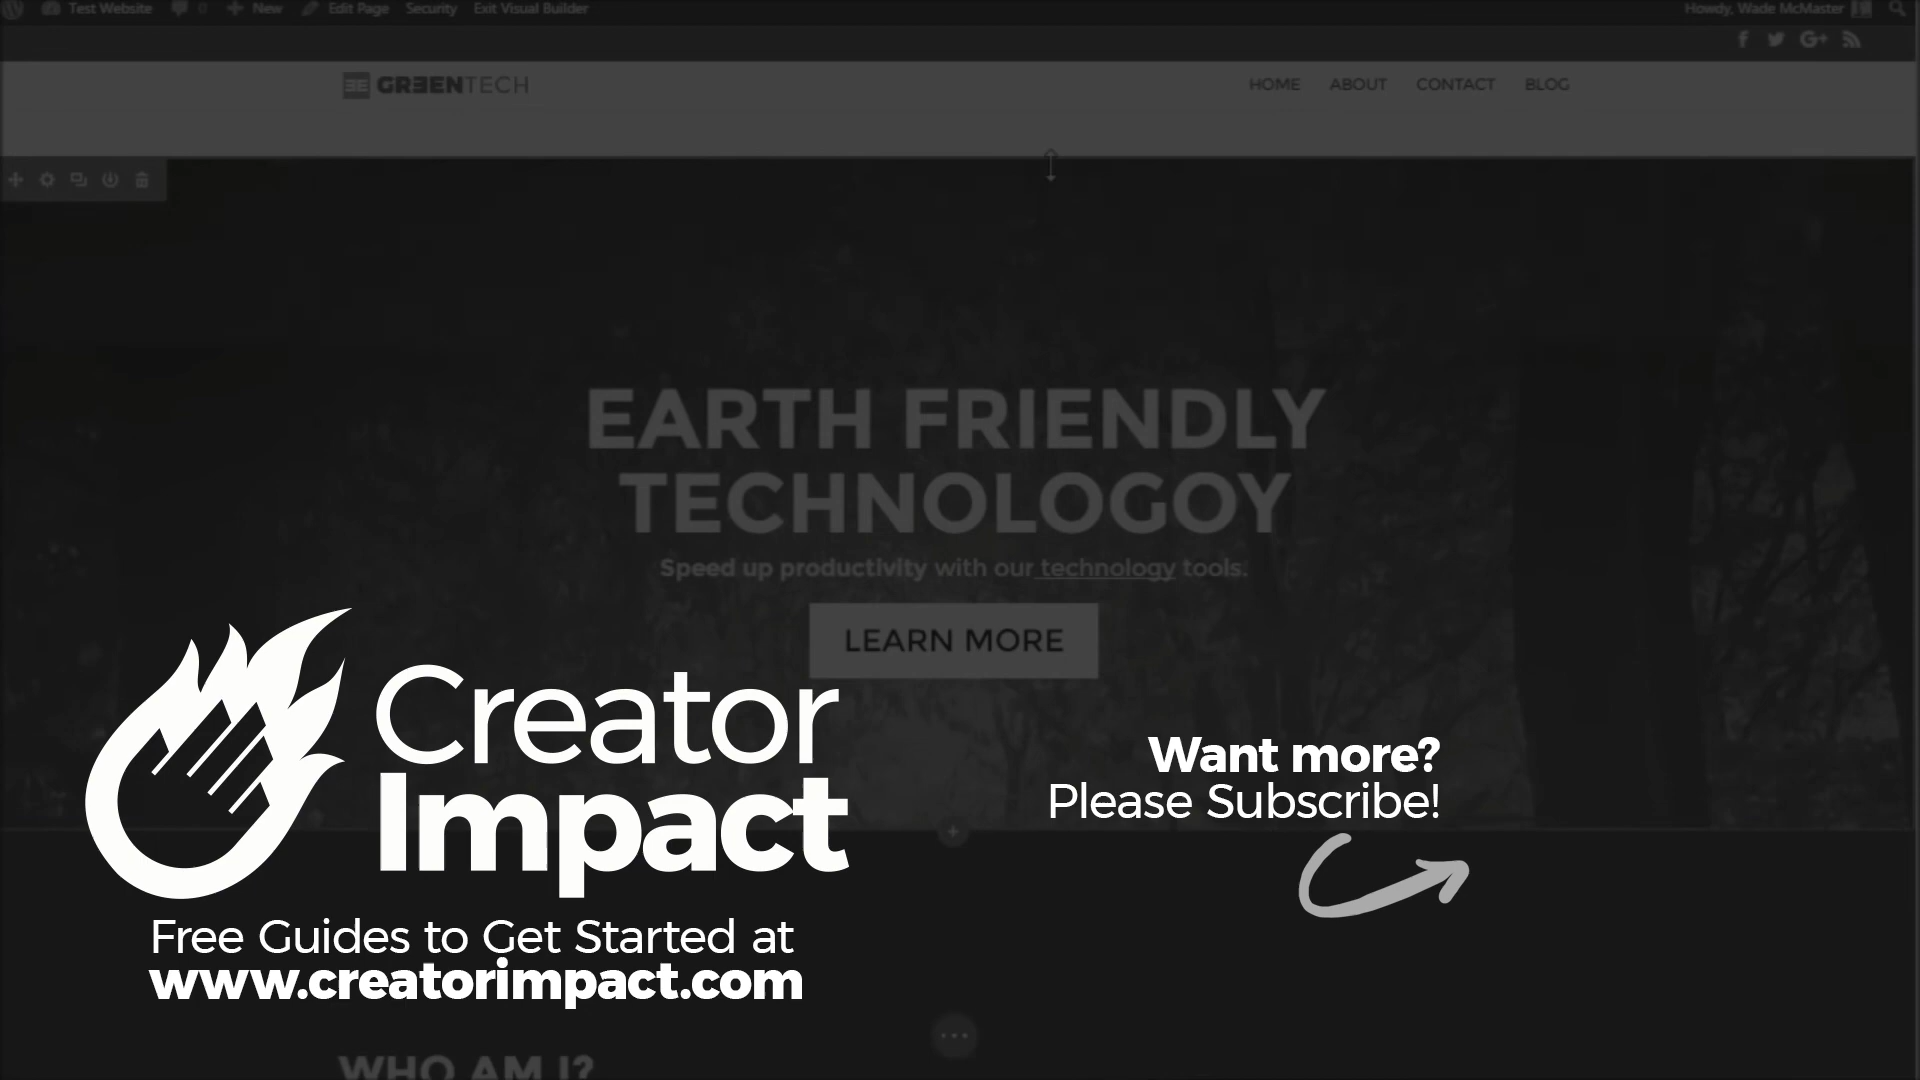 Test Website 0 New Edit Page Security Exit Visual Builder Howdy, Wade McMaster
GREENTECH HOME ABOUT CONTACT BLOG
EARTH FRIENDLY
TECHNOLOGOY
Speed up productivity with our technology tools.
LEARN MORE
Creator
Impact
Free Guides to Get Started at
www.creatorimpact.com
Want more?
Please Subscribe!
WHO AM I?